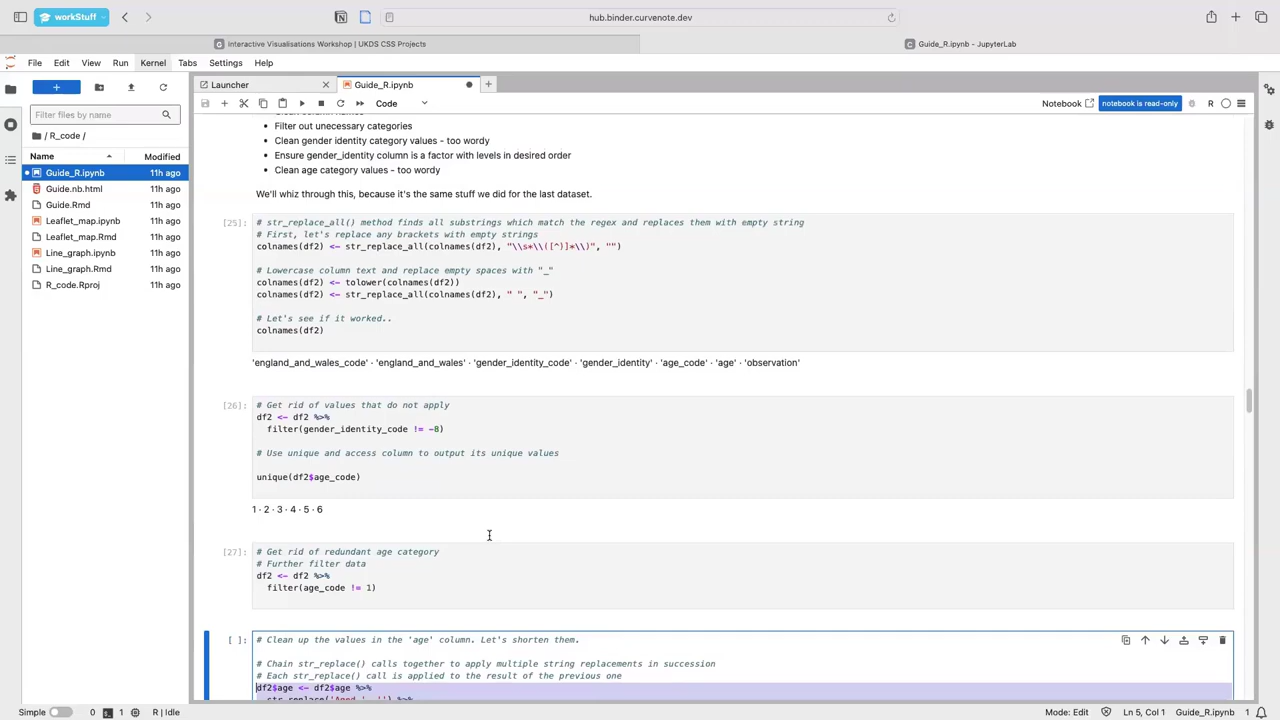 workStuff
hub.binder.curvenote.dev
Interactive Visualisations Workshop | UKDS CSS Projects
Guide_R.ipynb - JupyterLab
File Edit View Run Kernel Tabs Settings Help
Launcher
Guide_R.ipynb
Code
Notebook
notebook is read-only
R
Filter files by name
/ R_code /
Name Modified
Guide_R.ipynb 11h ago
Guide.nb.html 11h ago
Guide.Rmd 11h ago
Leaflet_map.ipynb 11h ago
Leaflet_map.Rmd 11h ago
Line_graph.ipynb 11h ago
Line_graph.Rmd 11h ago
R_code.Rproj 11h ago
• Filter out unecessary categories
• Clean gender identity category values - too wordy
• Ensure gender_identity column is a factor with levels in desired order
• Clean age category values - too wordy
We'll whiz through this, because it's the same stuff we did for the last dataset.
[25]:
# str_replace_all() method finds all substrings which match the regex and replaces them with empty string
# First, let's replace any brackets with empty strings
colnames(df2) <- str_replace_all(colnames(df2), "\\s*\\([^)]*\\)", "")
# Lowercase column text and replace empty spaces with "_"
colnames(df2) <- tolower(colnames(df2))
colnames(df2) <- str_replace_all(colnames(df2), " ", "_")
# Let's see if it worked..
colnames(df2)
'england_and_wales_code' · 'england_and_wales' · 'gender_identity_code' · 'gender_identity' · 'age_code' · 'age' · 'observation'
[26]:
# Get rid of values that do not apply
df2 <- df2 %>%
filter(gender_identity_code != -8)
# Use unique and access column to output its unique values
unique(df2$age_code)
1 · 2 · 3 · 4 · 5 · 6
[27]:
# Get rid of redundant age category
# Further filter data
df2 <- df2 %>%
filter(age_code != 1)
[ ]:
# Clean up the values in the 'age' column. Let's shorten them.
# Chain str_replace() calls together to apply multiple string replacements in succession
# Each str_replace() call is applied to the result of the previous one
df2$age <- df2$age %>%
Simple 0 1 R | Idle
Mode: Edit Ln 5, Col 1 Guide_R.ipynb 1